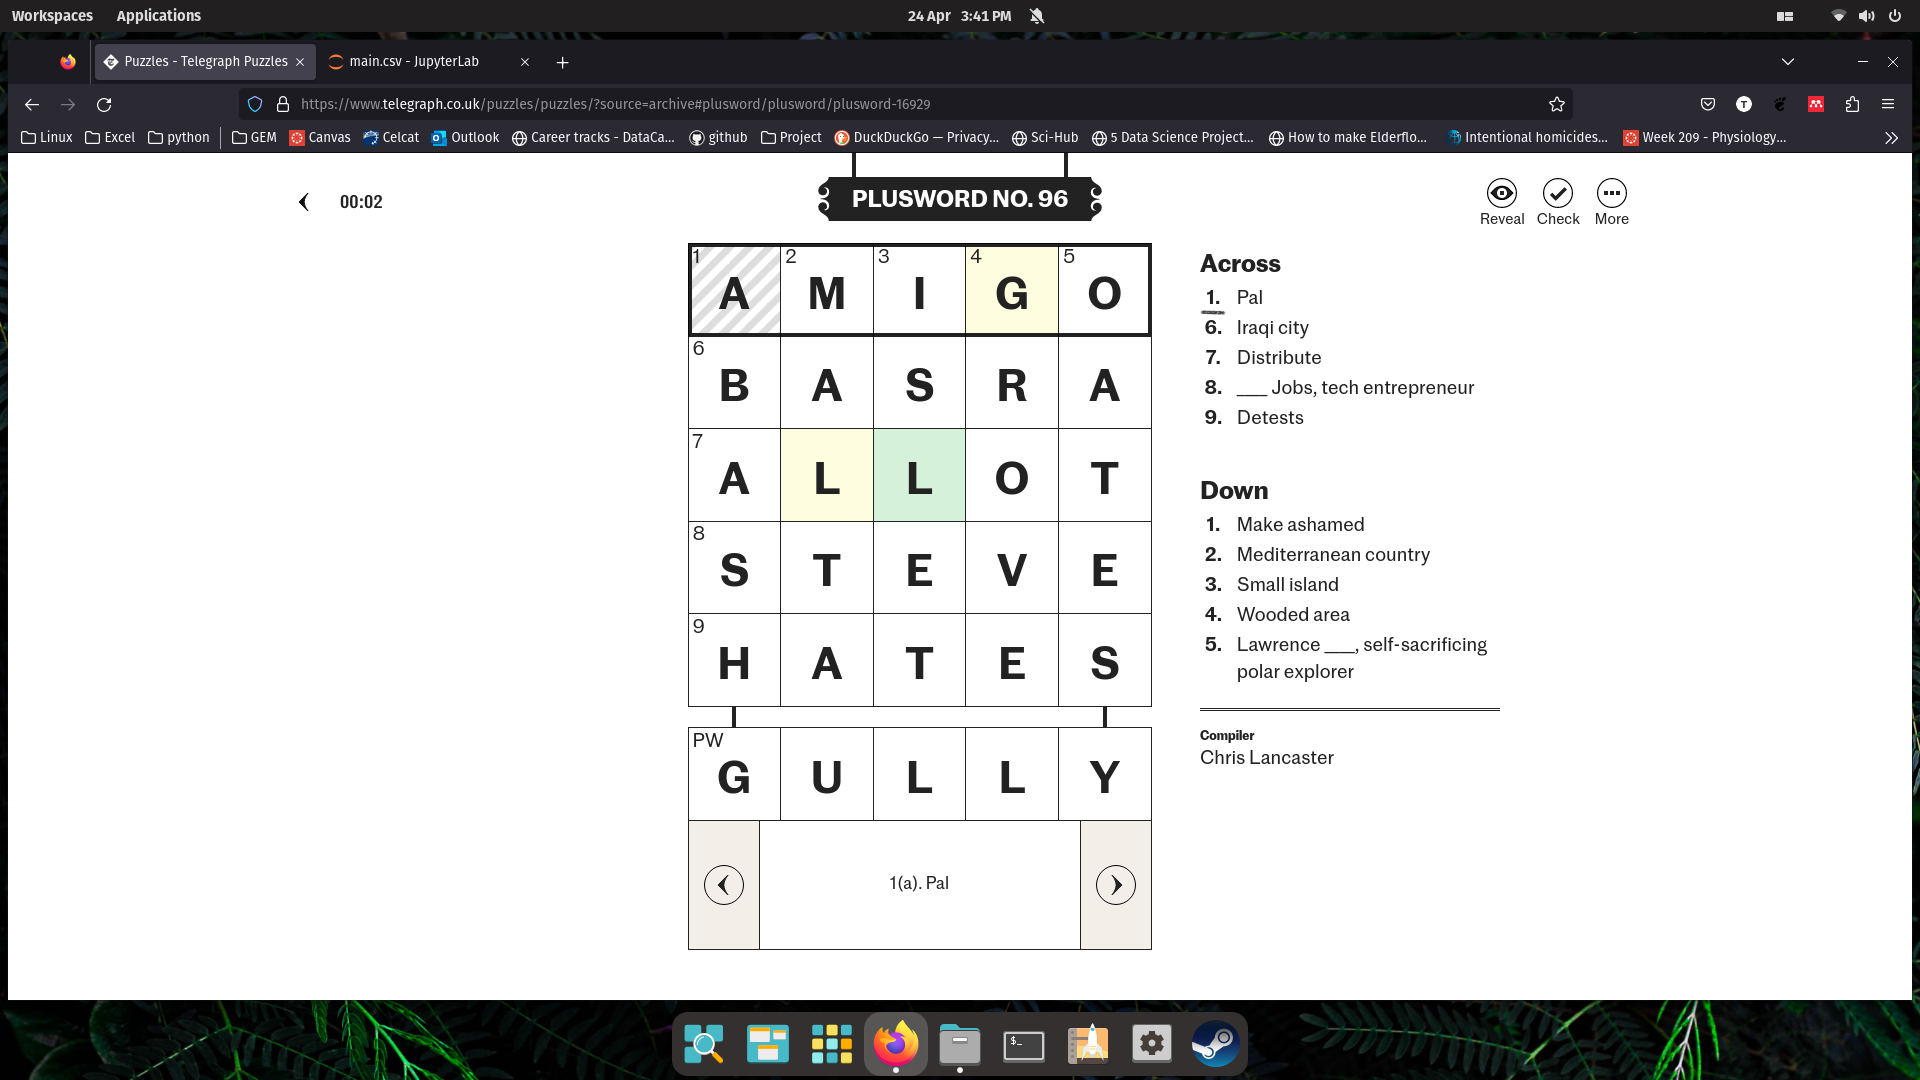 Workspaces Applications 24 Apr 3:41 PM
Puzzles - Telegraph Puzzles main.csv - JupyterLab
https://www.telegraph.co.uk/puzzles/puzzles/?source=archive#plusword/plusword/plusword-16929
Linux Excel python GEM Canvas Celcat Outlook Career tracks - DataCa... github Project DuckDuckGo — Privacy... Sci-Hub 5 Data Science Project... How to make Elderflo... Intentional homicides... Week 209 - Physiology...
00:02
PLUSWORD NO. 96
Reveal Check More
1 2 3 4 5
A M I G O
6
B A S R A
7
A L L O T
8
S T E V E
9
H A T E S
PW
G U L L Y
1(a). Pal
Across
1. Pal
6. Iraqi city
7. Distribute
8. ___ Jobs, tech entrepreneur
9. Detests
Down
1. Make ashamed
2. Mediterranean country
3. Small island
4. Wooded area
5. Lawrence ___, self-sacrificing
polar explorer
Compiler
Chris Lancaster